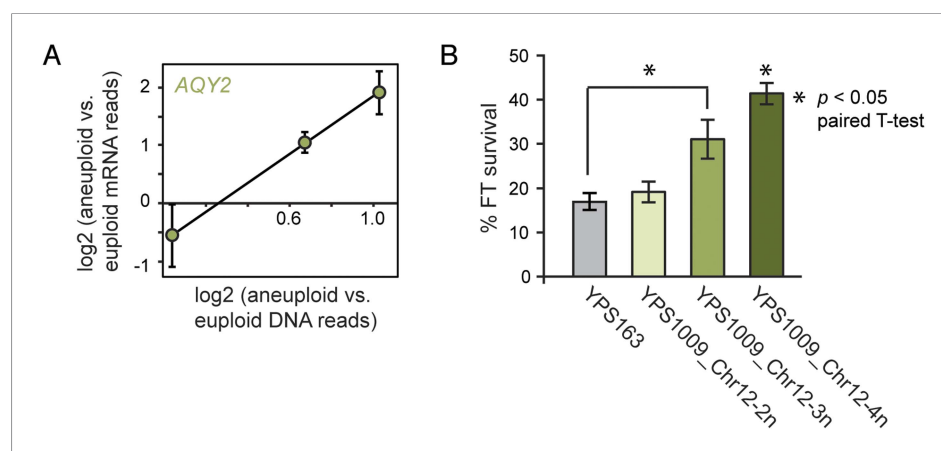 A
AQY2
2
1
0
-1
0.6
1.0
log2 (aneuploid vs.
euploid mRNA reads)
log2 (aneuploid vs.
euploid DNA reads)
B
50
40
30
20
10
0
% FT survival
*
*
* p < 0.05
paired T-test
YPS163
YPS1009_Chr12-2n
YPS1009_Chr12-3n
YPS1009_Chr12-4n